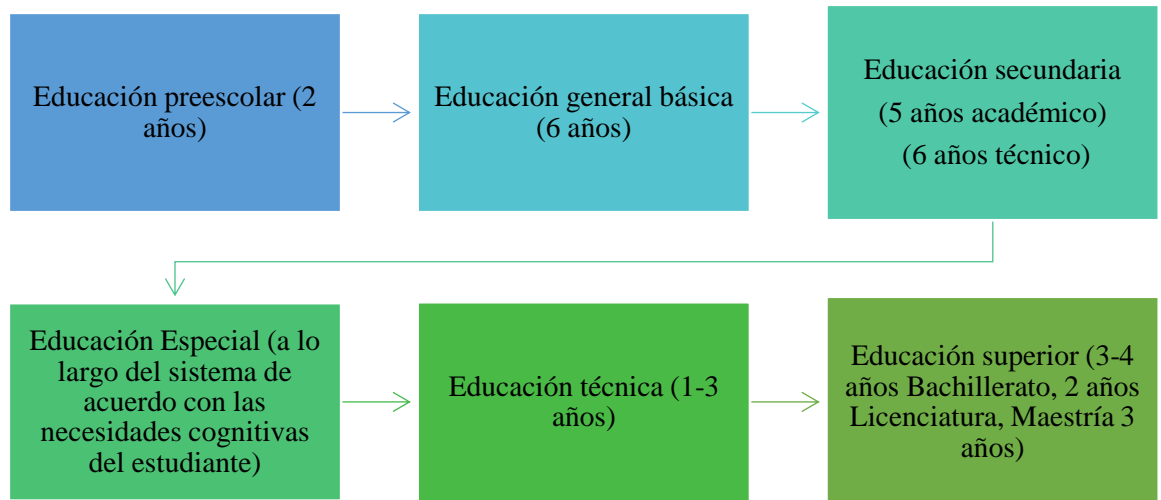 Educación preescolar (2
años)
Educación general básica
(6 años)
Educación secundaria
(5 años académico)
(6 años técnico)
Educación Especial (a lo
largo del sistema de
acuerdo con las
necesidades cognitivas
del estudiante)
Educación técnica (1-3
años)
Educación superior (3-4
años Bachillerato, 2 años
Licenciatura, Maestría 3
años)